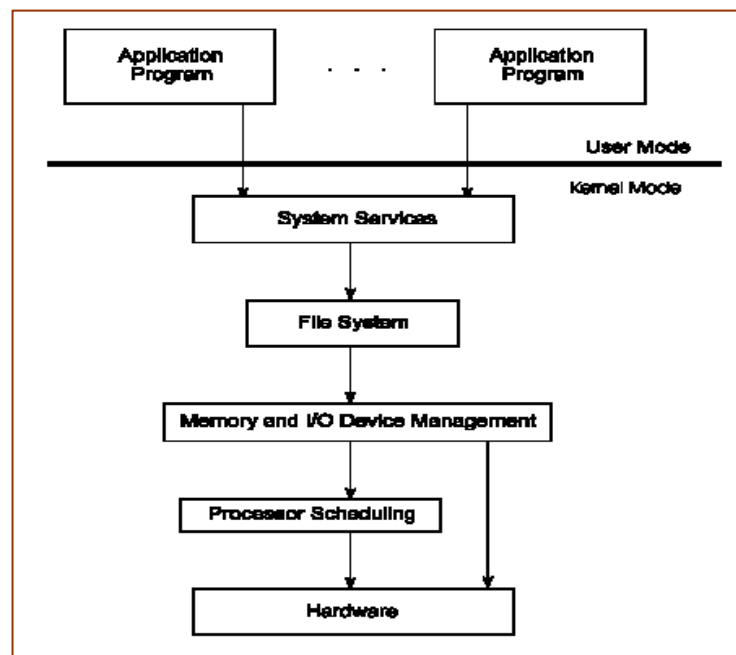 Application
Program
. . .
Application
Program
User Mode
Kernel Mode
System Services
File System
Memory and I/O Device Management
Processor Scheduling
Hardware